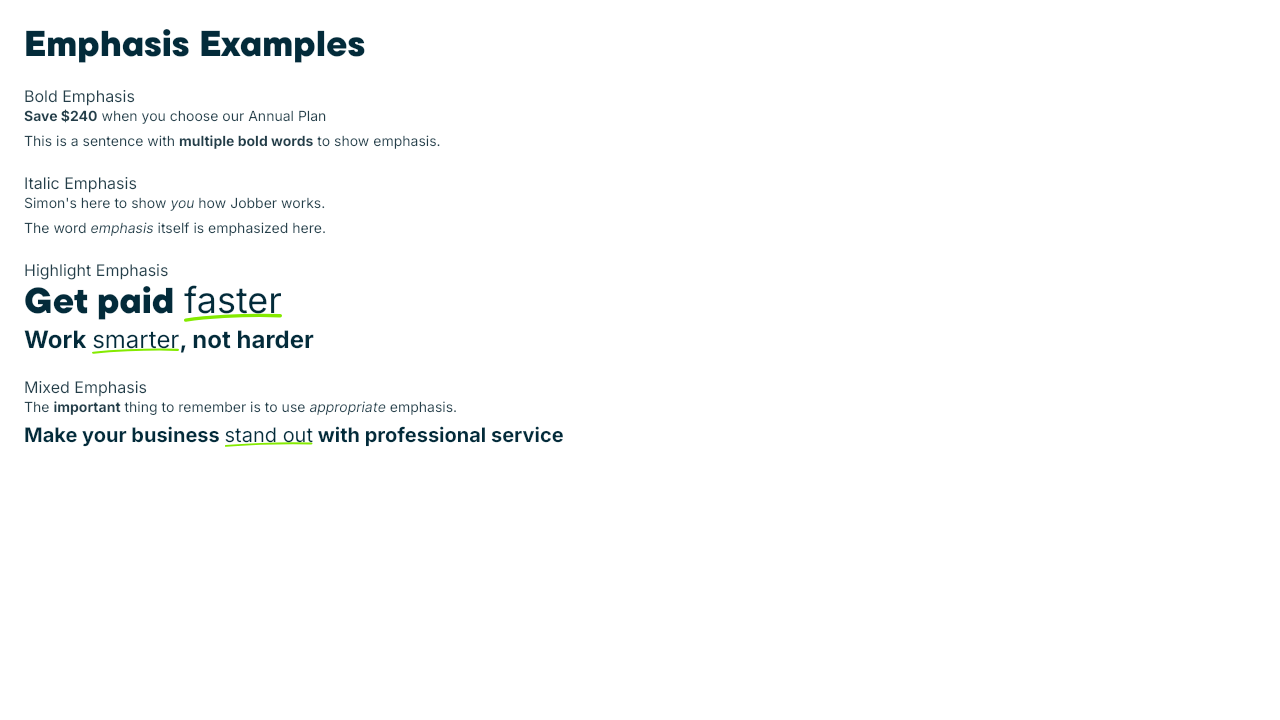 Emphasis Examples
Bold Emphasis
Save $240 when you choose our Annual Plan
This is a sentence with multiple bold words to show emphasis.
Italic Emphasis
Simon's here to show you how Jobber works.
The word emphasis itself is emphasized here.
Highlight Emphasis
Get paid faster
Work smarter, not harder
Mixed Emphasis
The important thing to remember is to use appropriate emphasis.
Make your business stand out with professional service